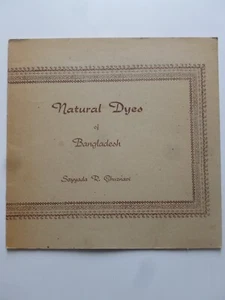 Natural Dyes
of
Bangladesh
Sayyada R. Ghuznavi